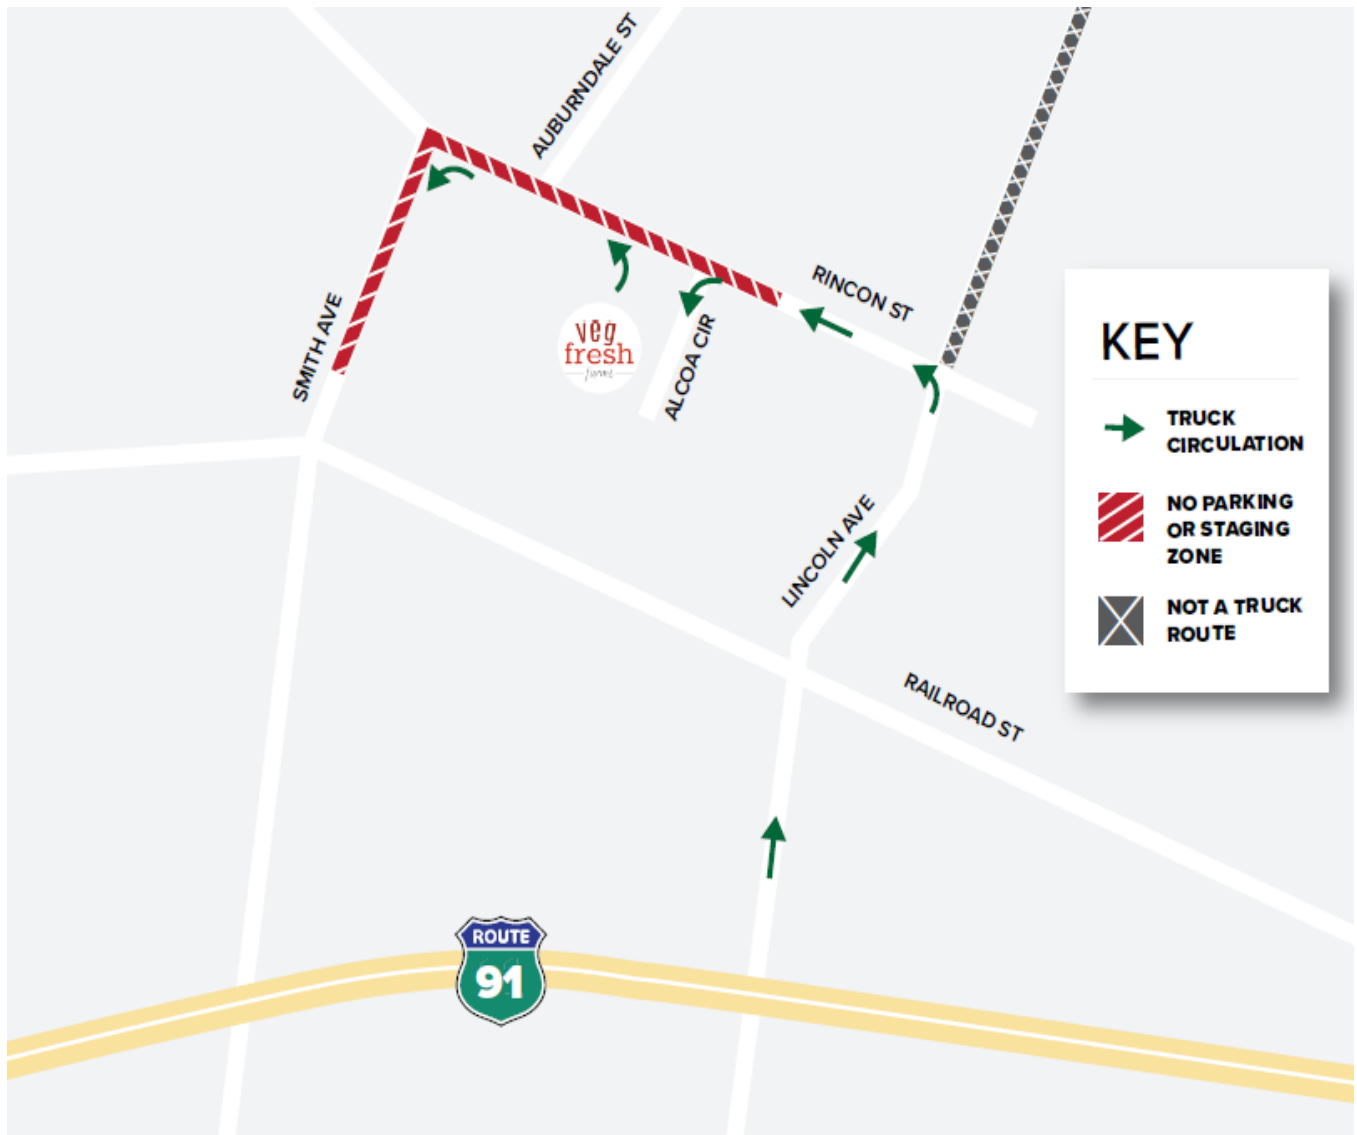 AUBURNDALE ST
RINCON ST
SMITH AVE
veg
fresh
farms
ALCOA CIR
KEY
TRUCK
CIRCULATION
NO PARKING
OR STAGING
ZONE
NOT A TRUCK
ROUTE
LINCOLN AVE
RAILROAD ST
ROUTE
91